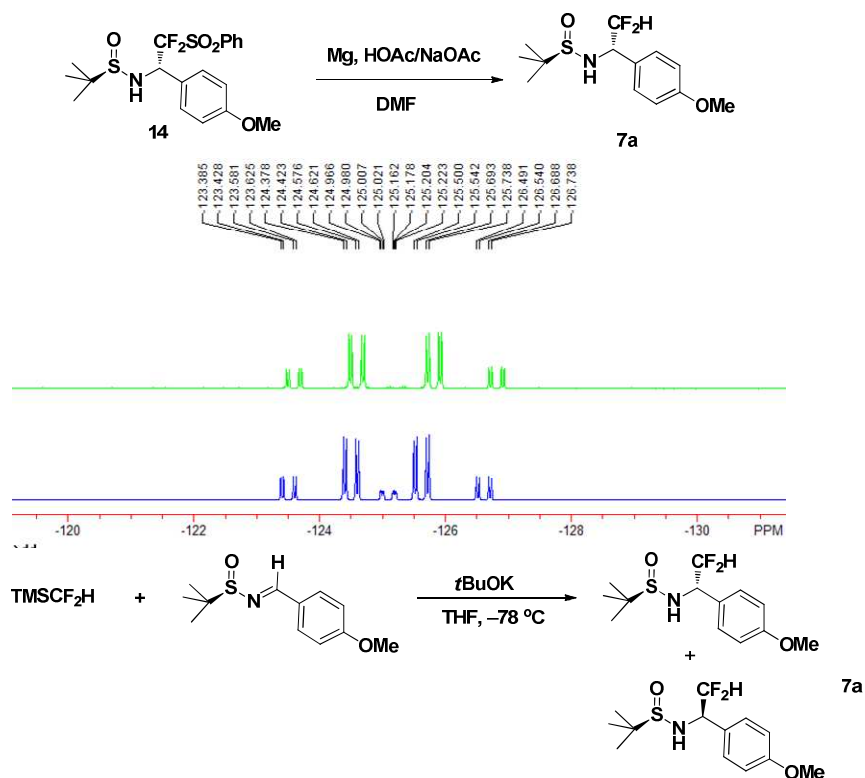 O
CF₂SO₂Ph
S
N
H
OMe
14
Mg, HOAc/NaOAc
DMF
O
CF₂H
S
N
H
OMe
7a
123.385
123.428
123.581
123.625
124.378
124.423
124.576
124.621
124.966
124.980
125.007
125.021
125.162
125.178
125.204
125.223
125.500
125.542
125.693
125.738
126.491
126.540
126.688
126.738
-120 -122 -124 -126 -128 -130 PPM
TMSCF₂H + 
O
H
S
N
OMe
tBuOK
THF, –78 °C
O
CF₂H
S
N
H
OMe
+
7a
O
CF₂H
S
N
H
OMe